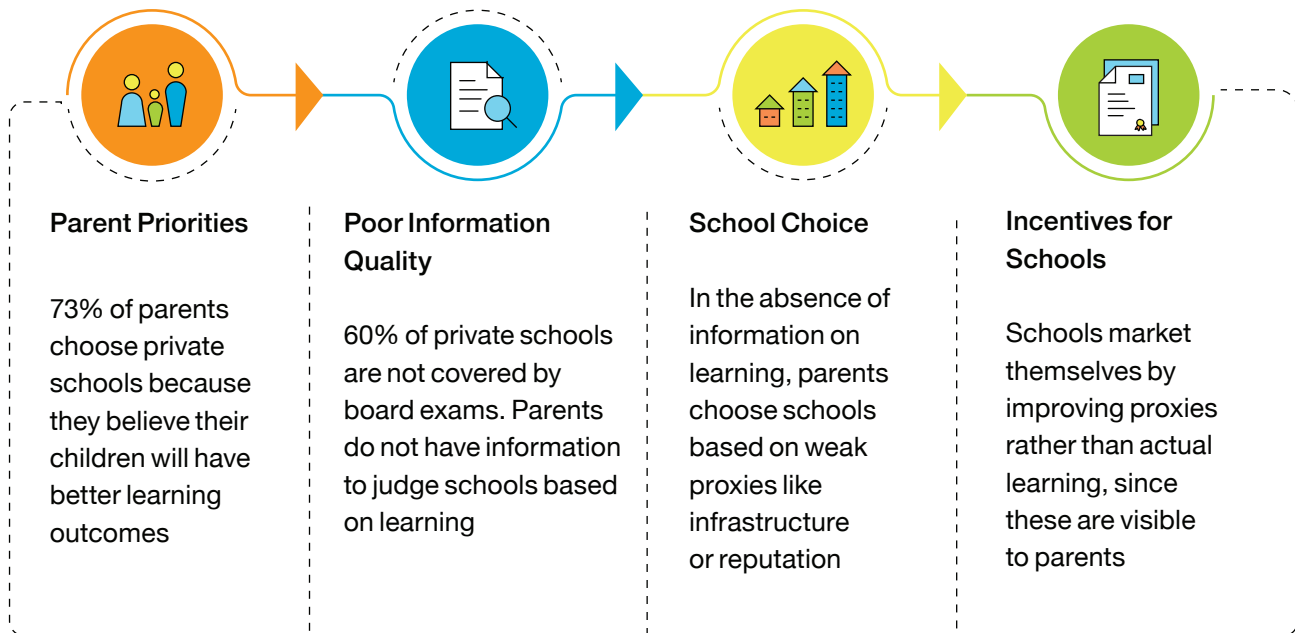 Parent Priorities
73% of parents
choose private
schools because
they believe their
children will have
better learning
outcomes
Poor Information
Quality
60% of private schools
are not covered by
board exams. Parents
do not have information
to judge schools based
on learning
School Choice
In the absence of
information on
learning, parents
choose schools
based on weak
proxies like
infrastructure
or reputation
Incentives for
Schools
Schools market
themselves by
improving proxies
rather than actual
learning, since
these are visible
to parents